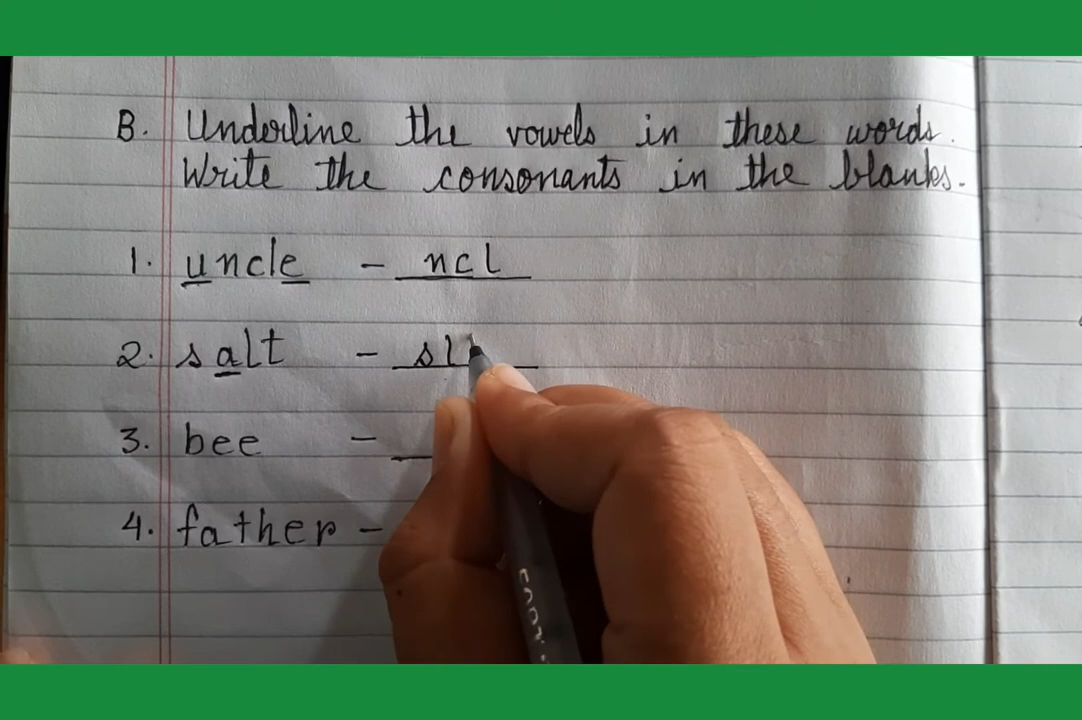 B. Underline the vowels in these words.
Write the consonants in the blanks.
1. uncle - ncl
2. salt - sl
3. bee -
4. father -